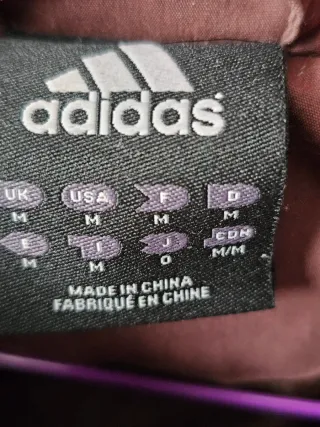 adidas
UK USA F D
M M M M
E I J CDN
M M O M/M
MADE IN CHINA
FABRIQUÉ EN CHINE